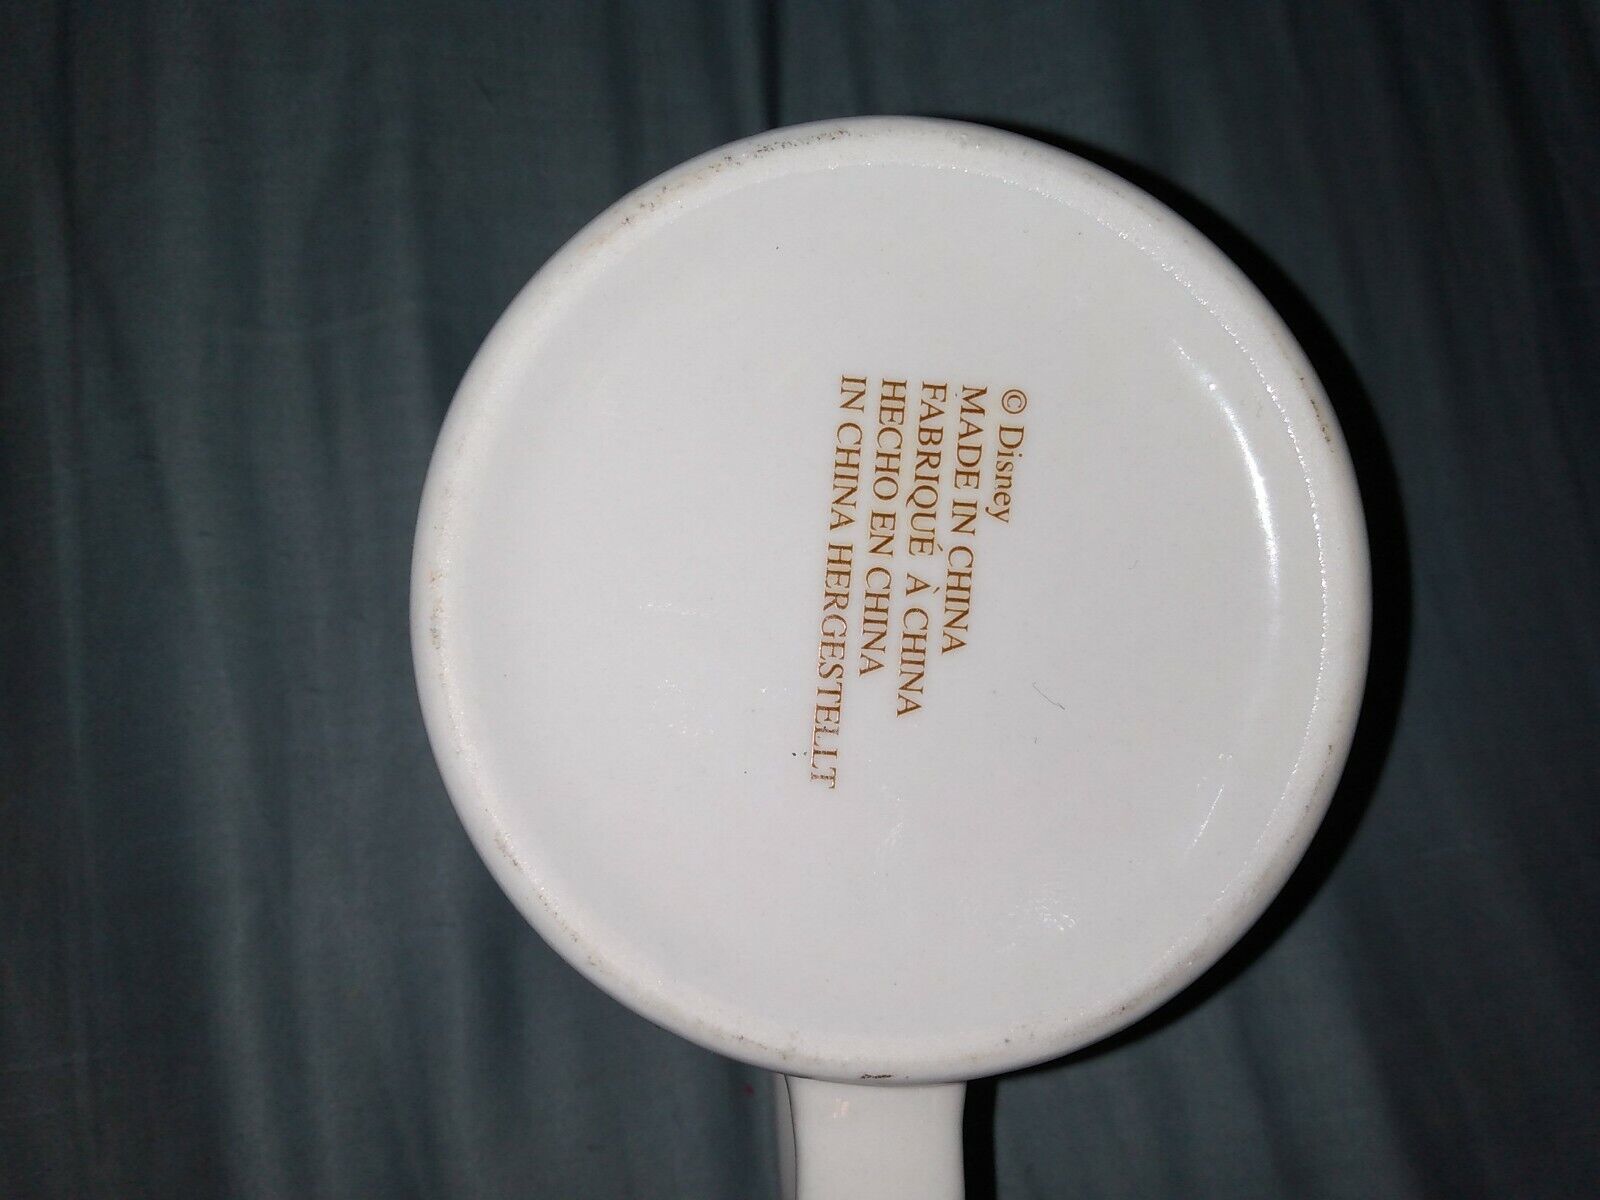 © Disney
MADE IN CHINA
FABRIQUÉ À CHINA
HECHO EN CHINA
IN CHINA HERGESTELLT